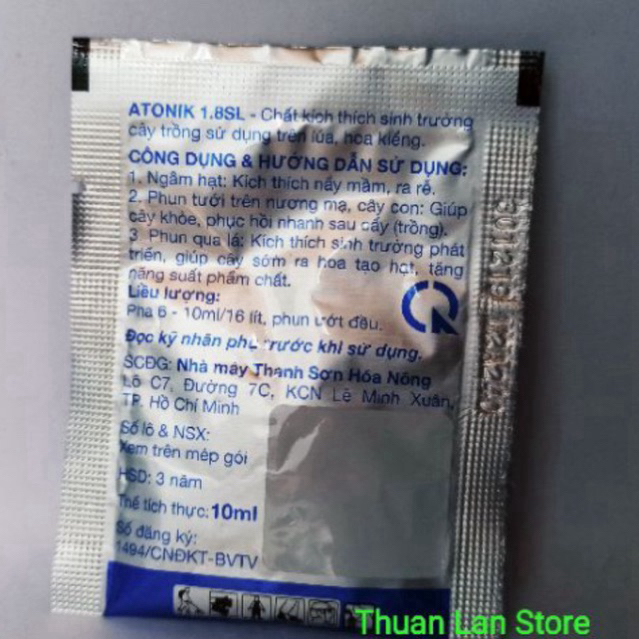 ATONIK 1.8SL - Chất kích thích sinh trưởng
cây trồng sử dụng trên lúa, hoa kiểng.
CÔNG DỤNG & HƯỚNG DẪN SỬ DỤNG:
1. Ngâm hạt: Kích thích nảy mầm, ra rễ.
2. Phun tưới trên nương mạ, cây con: Giúp
cây khỏe, phục hồi nhanh sau cấy (trồng).
3. Phun qua lá: Kích thích sinh trưởng phát
triển, giúp cây sớm ra hoa tạo hạt, tăng
năng suất phẩm chất.
Liều lượng:
Pha 6 - 10ml/16 lít, phun ướt đều.
Đọc kỹ nhãn phụ trước khi sử dụng.
SCĐG: Nhà máy Thanh Sơn Hóa Nông
Lô C7, Đường 7C, KCN Lê Minh Xuân,
TP. Hồ Chí Minh
Số lô & NSX:
Xem trên mép gói
HSD: 3 năm
Thể tích thực: 10ml
Số đăng ký:
1494/CNĐKT-BVTV
Thuan Lan Store